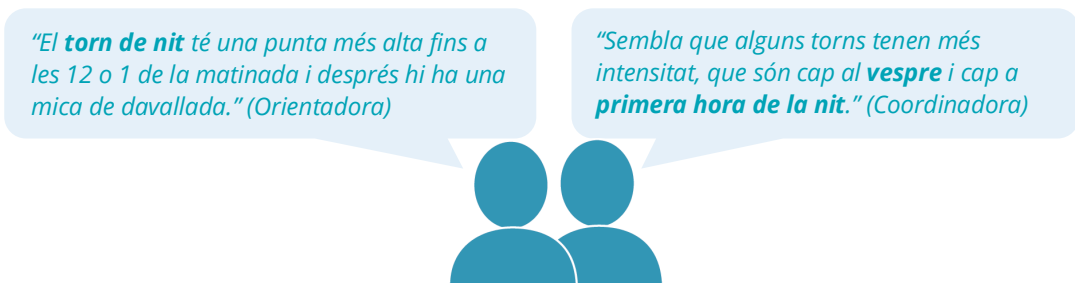 “El torn de nit té una punta més alta fins a
les 12 o 1 de la matinada i després hi ha una
mica de davallada.” (Orientadora)
“Sembla que alguns torns tenen més
intensitat, que són cap al vespre i cap a
primera hora de la nit.” (Coordinadora)